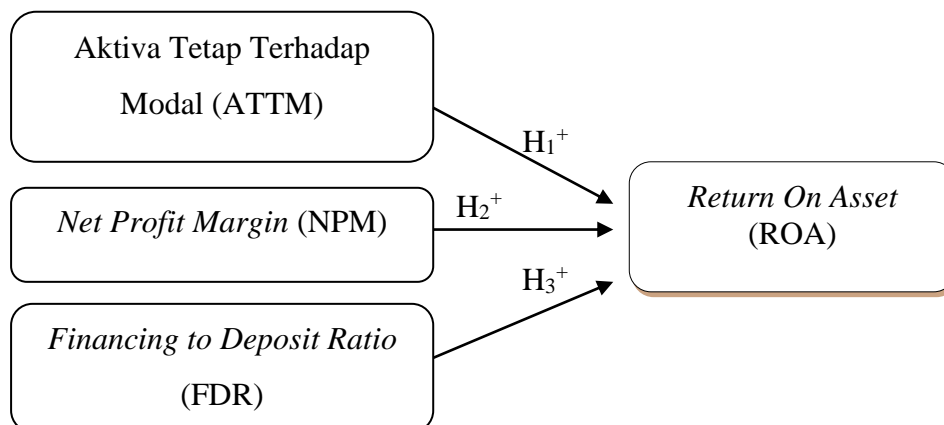 Aktiva Tetap Terhadap
Modal (ATTM)
H₁⁺
Net Profit Margin (NPM)
H₂⁺
Return On Asset
(ROA)
H₃⁺
Financing to Deposit Ratio
(FDR)